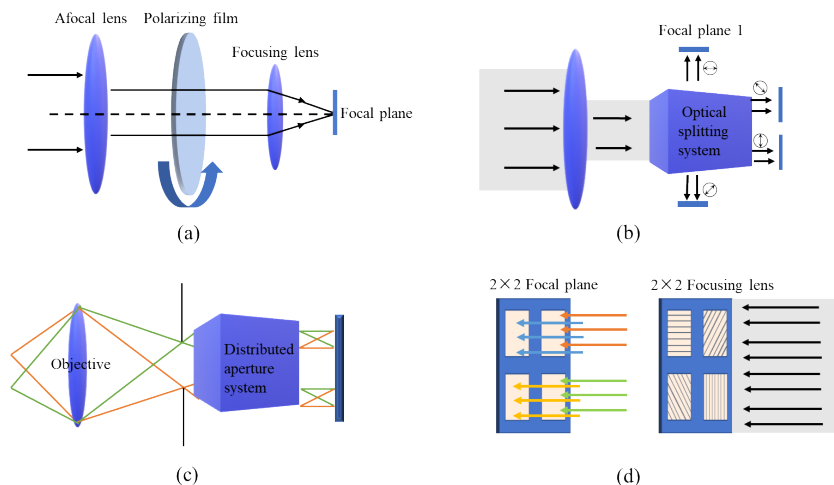 Afocal lens
Polarizing film
Focusing lens
Focal plane
(a)
Focal plane 1
Optical
splitting
system
(b)
Objective
Distributed
aperture
system
(c)
2×2 Focal plane
2×2 Focusing lens
(d)